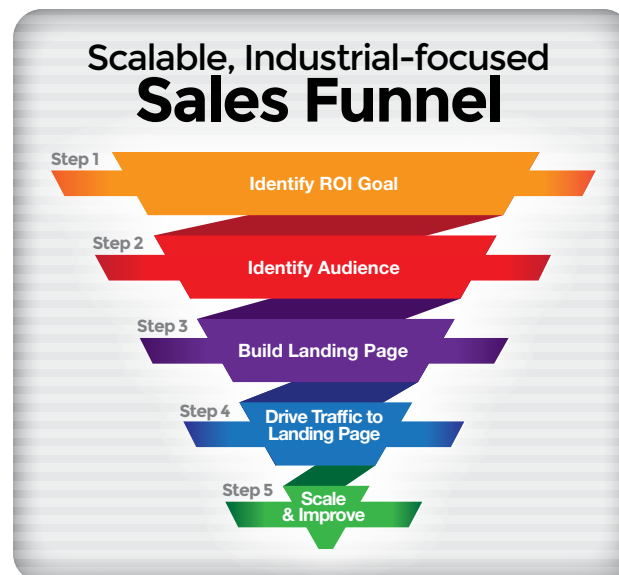 Scalable, Industrial-focused
Sales Funnel
Step 1
Identify ROI Goal
Step 2
Identify Audience
Step 3
Build Landing Page
Step 4
Drive Traffic to
Landing Page
Step 5
Scale
& Improve